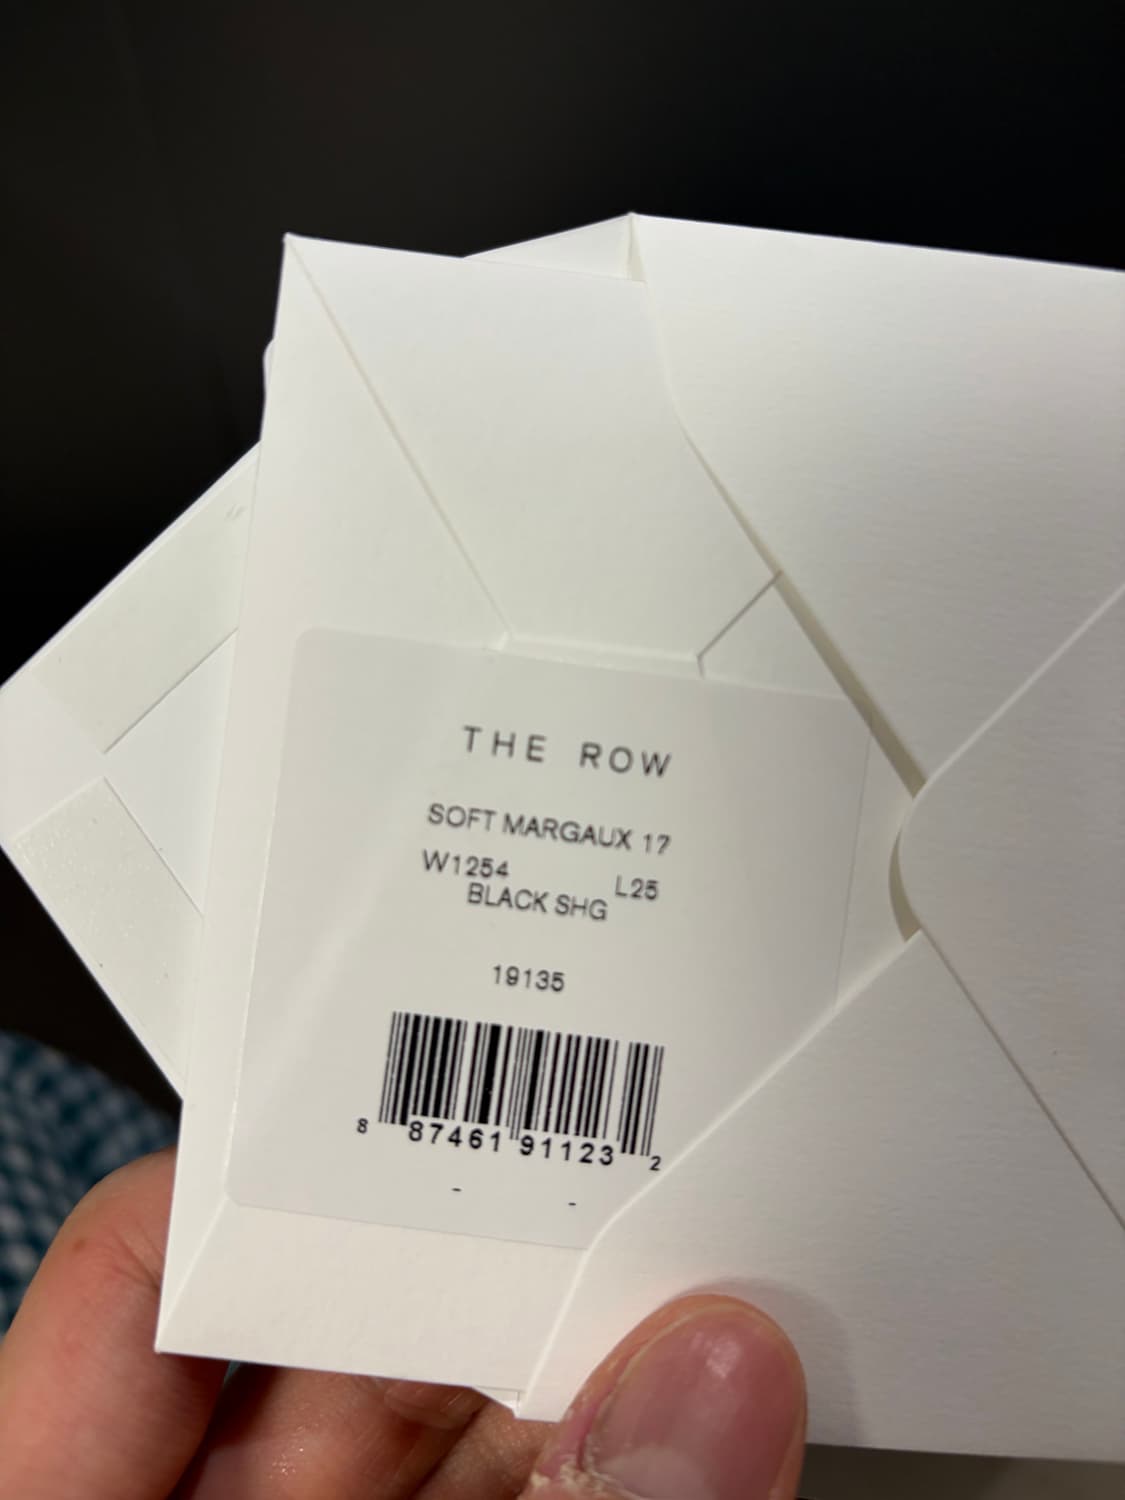 THE ROW
SOFT MARGAUX 17
W1254 L25
BLACK SHG
19135
8 87461 91123 2
- -